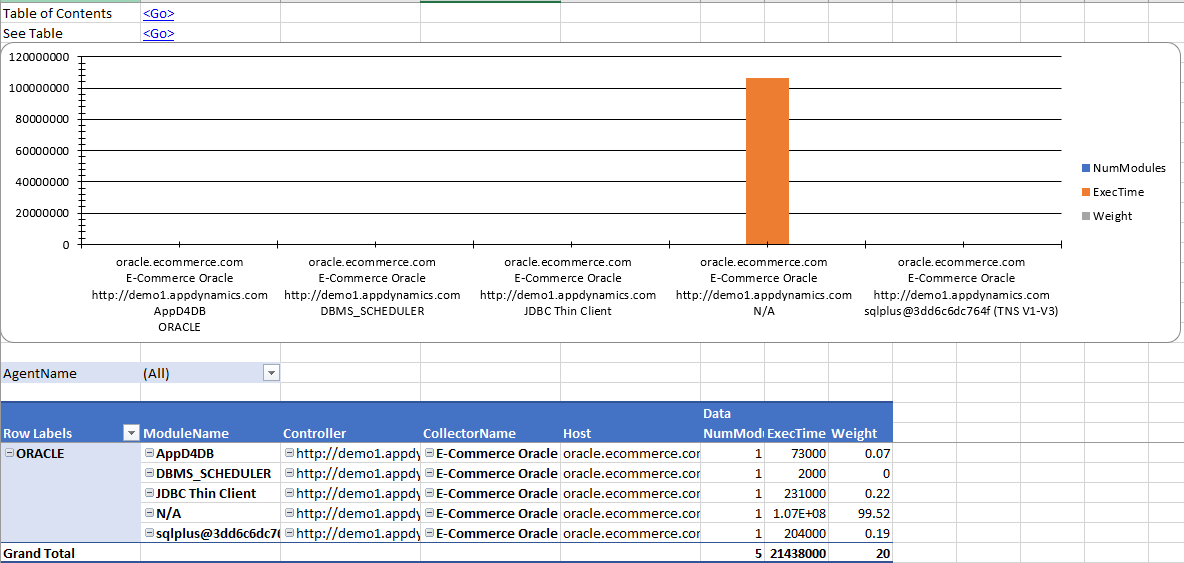 Table of Contents <Go>
See Table <Go>
120000000
100000000
80000000
60000000
40000000
20000000
0
NumModules
ExecTime
Weight
oracle.ecommerce.com oracle.ecommerce.com oracle.ecommerce.com oracle.ecommerce.com oracle.ecommerce.com
E-Commerce Oracle E-Commerce Oracle E-Commerce Oracle E-Commerce Oracle E-Commerce Oracle
http://demo1.appdynamics.com http://demo1.appdynamics.com http://demo1.appdynamics.com http://demo1.appdynamics.com http://demo1.appdynamics.com
AppD4DB DBMS_SCHEDULER JDBC Thin Client N/A sqlplus@3dd6c6dc764f (TNS V1-V3)
ORACLE
AgentName (All)
Data
Row Labels ModuleName Controller CollectorName Host NumModu ExecTime Weight
ORACLE AppD4DB http://demo1.appdy E-Commerce Oracle oracle.ecommerce.com 1 73000 0.07
DBMS_SCHEDULER http://demo1.appdy E-Commerce Oracle oracle.ecommerce.com 1 2000 0
JDBC Thin Client http://demo1.appdy E-Commerce Oracle oracle.ecommerce.com 1 231000 0.22
N/A http://demo1.appdy E-Commerce Oracle oracle.ecommerce.com 1 1.07E+08 99.52
sqlplus@3dd6c6dc76 http://demo1.appdy E-Commerce Oracle oracle.ecommerce.com 1 204000 0.19
Grand Total 5 21438000 20